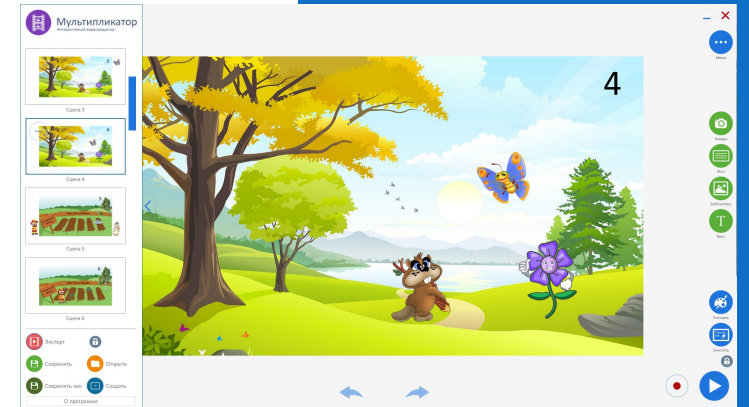 Мультипликатор
Интерактивный видеоредактор
Сцена 3
4
Сцена 4
Сцена 5
Сцена 6
Экспорт
Сохранить
Открыть
Сохранить как
Создать
О программе
4
Меню
Камера
Фон
Библиотека
T
Текст
Рисовать
Очистить